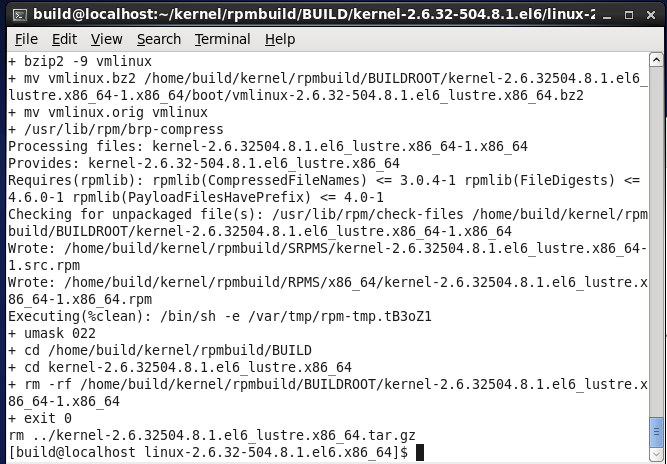 build@localhost:~/kernel/rpmbuild/BUILD/kernel-2.6.32-504.8.1.el6/linux-2
File Edit View Search Terminal Help
+ bzip2 -9 vmlinux
+ mv vmlinux.bz2 /home/build/kernel/rpmbuild/BUILDROOT/kernel-2.6.32504.8.1.el6_
lustre.x86_64-1.x86_64/boot/vmlinux-2.6.32-504.8.1.el6_lustre.x86_64.bz2
+ mv vmlinux.orig vmlinux
+ /usr/lib/rpm/brp-compress
Processing files: kernel-2.6.32504.8.1.el6_lustre.x86_64-1.x86_64
Provides: kernel-2.6.32-504.8.1.el6_lustre.x86_64
Requires(rpmlib): rpmlib(CompressedFileNames) <= 3.0.4-1 rpmlib(FileDigests) <=
4.6.0-1 rpmlib(PayloadFilesHavePrefix) <= 4.0-1
Checking for unpackaged file(s): /usr/lib/rpm/check-files /home/build/kernel/rpm
build/BUILDROOT/kernel-2.6.32504.8.1.el6_lustre.x86_64-1.x86_64
Wrote: /home/build/kernel/rpmbuild/SRPMS/kernel-2.6.32504.8.1.el6_lustre.x86_64-
1.src.rpm
Wrote: /home/build/kernel/rpmbuild/RPMS/x86_64/kernel-2.6.32504.8.1.el6_lustre.x
86_64-1.x86_64.rpm
Executing(%clean): /bin/sh -e /var/tmp/rpm-tmp.tB3oZ1
+ umask 022
+ cd /home/build/kernel/rpmbuild/BUILD
+ cd kernel-2.6.32504.8.1.el6_lustre.x86_64
+ rm -rf /home/build/kernel/rpmbuild/BUILDROOT/kernel-2.6.32504.8.1.el6_lustre.x
86_64-1.x86_64
+ exit 0
rm ../kernel-2.6.32504.8.1.el6_lustre.x86_64.tar.gz
[build@localhost linux-2.6.32-504.8.1.el6.x86_64]$